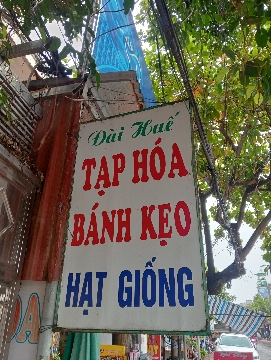 Đài Huế
TẠP HÓA
BÁNH KẸO
HẠT GIỐNG